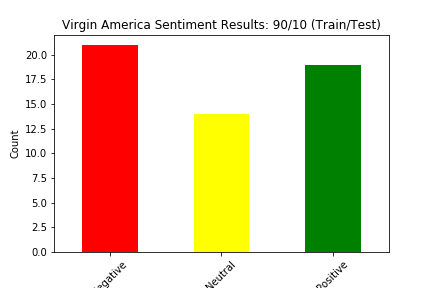 Virgin America Sentiment Results: 90/10 (Train/Test)
20.0
17.5
15.0
12.5
10.0
7.5
5.0
2.5
0.0
Count
egative
Neutral
Positive